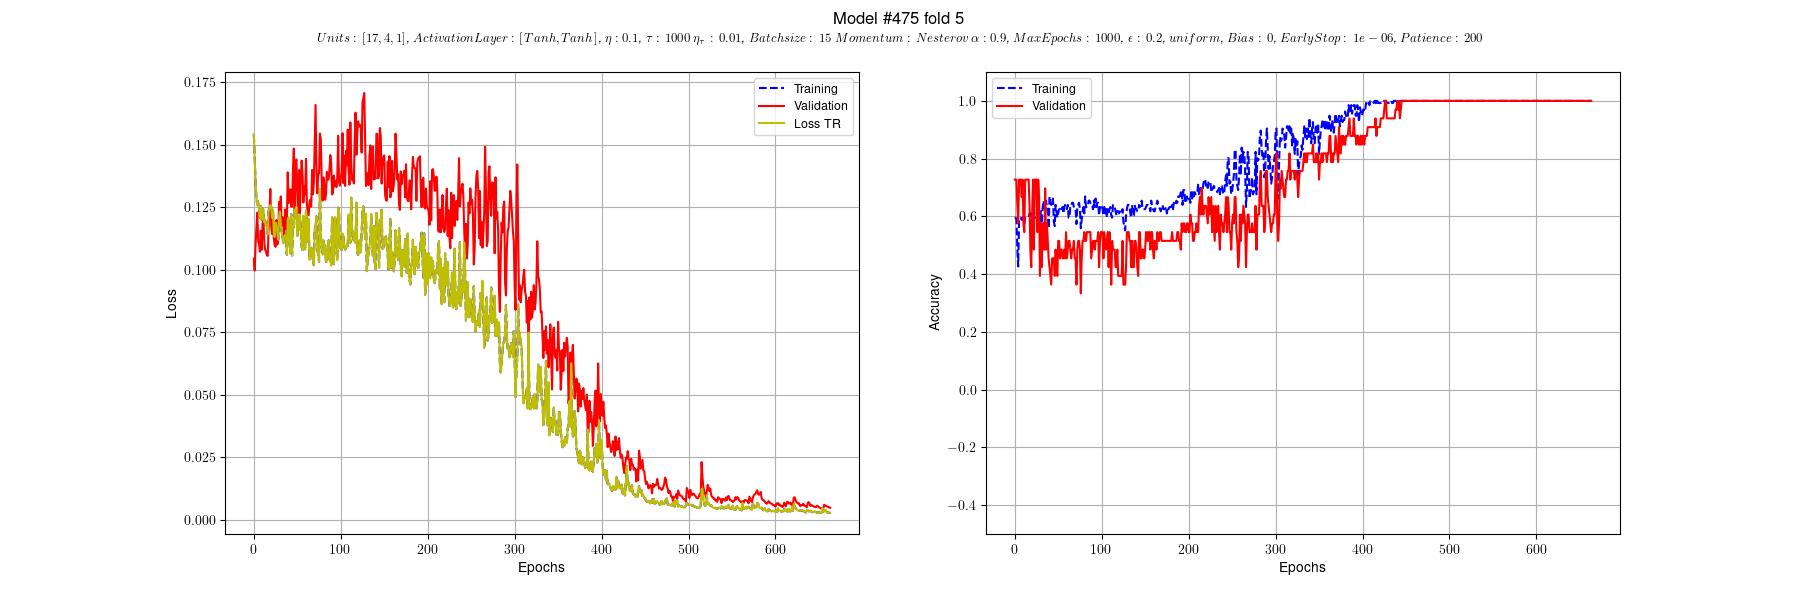 Model #475 fold 5
Units : [17, 4, 1], ActivationLayer : [Tanh, Tanh], η : 0.1, τ : 1000 ητ : 0.01, Batchsize : 15 Momentum : Nesterov α : 0.9, MaxEpochs : 1000, ϵ : 0.2, uniform, Bias : 0, EarlyStop : 1e − 06, Patience : 200
0.175
0.150
0.125
0.100
0.075
0.050
0.025
0.000
Loss
Training
Validation
Loss TR
0 100 200 300 400 500 600
Epochs
1.0
0.8
0.6
0.4
0.2
0.0
−0.2
−0.4
Accuracy
Training
Validation
0 100 200 300 400 500 600
Epochs